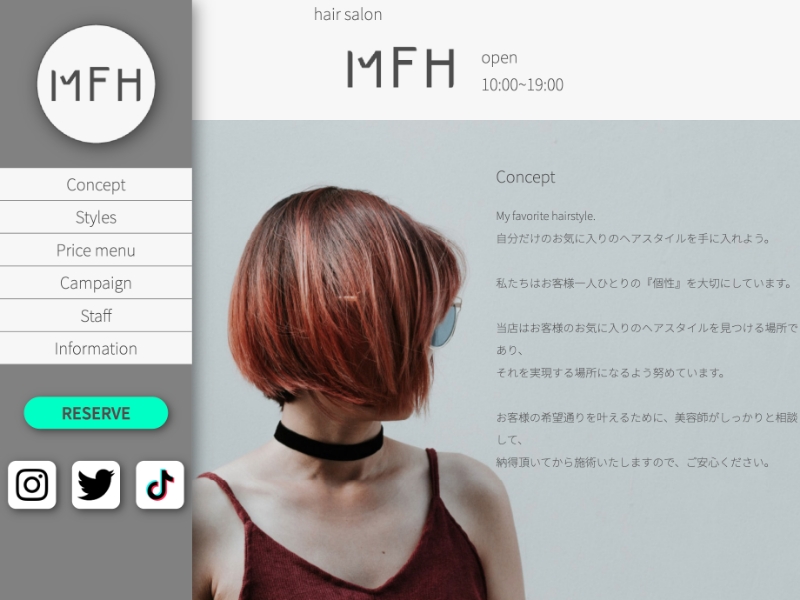 MFH
Concept
Styles
Price menu
Campaign
Staff
Information
RESERVE
hair salon
MFH
open
10:00~19:00
Concept
My favorite hairstyle.
自分だけのお気に入りのヘアスタイルを手に入れよう。
私たちはお客様一人ひとりの『個性』を大切にしています。
当店はお客様のお気に入りのヘアスタイルを見つける場所で
あり、
それを実現する場所になるよう努めています。
お客様の希望通りを叶えるために、美容師がしっかりと相談
して、
納得頂いてから施術いたしますので、ご安心ください。